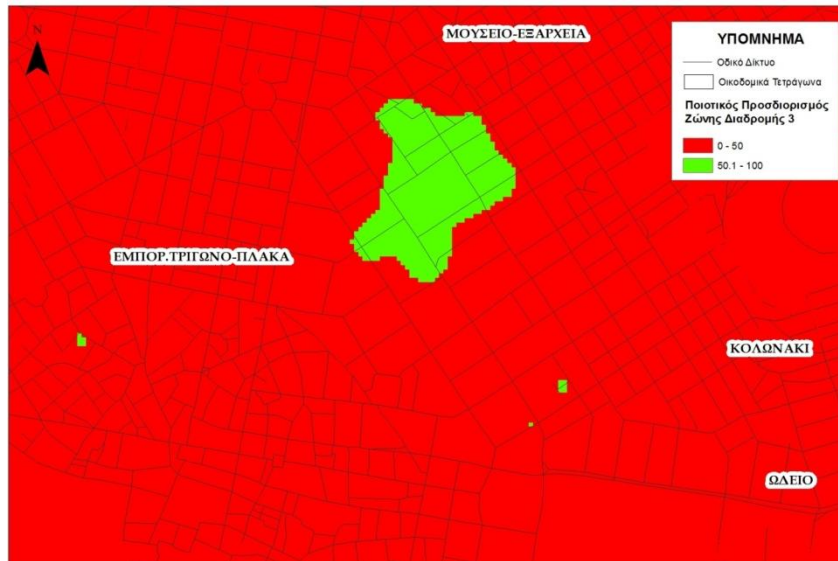 N
ΜΟΥΣΕΙΟ-ΕΞΑΡΧΕΙΑ
ΥΠΟΜΝΗΜΑ
Οδικό Δίκτυο
Οικοδομικά Τετράγωνα
Ποιοτικός Προσδιορισμός
Ζώνης Διαδρομής 3
0 - 50
50.1 - 100
ΕΜΠΟΡ.ΤΡΙΓΩΝΟ-ΠΛΑΚΑ
ΚΟΛΩΝΑΚΙ
ΩΔΕΙΟ